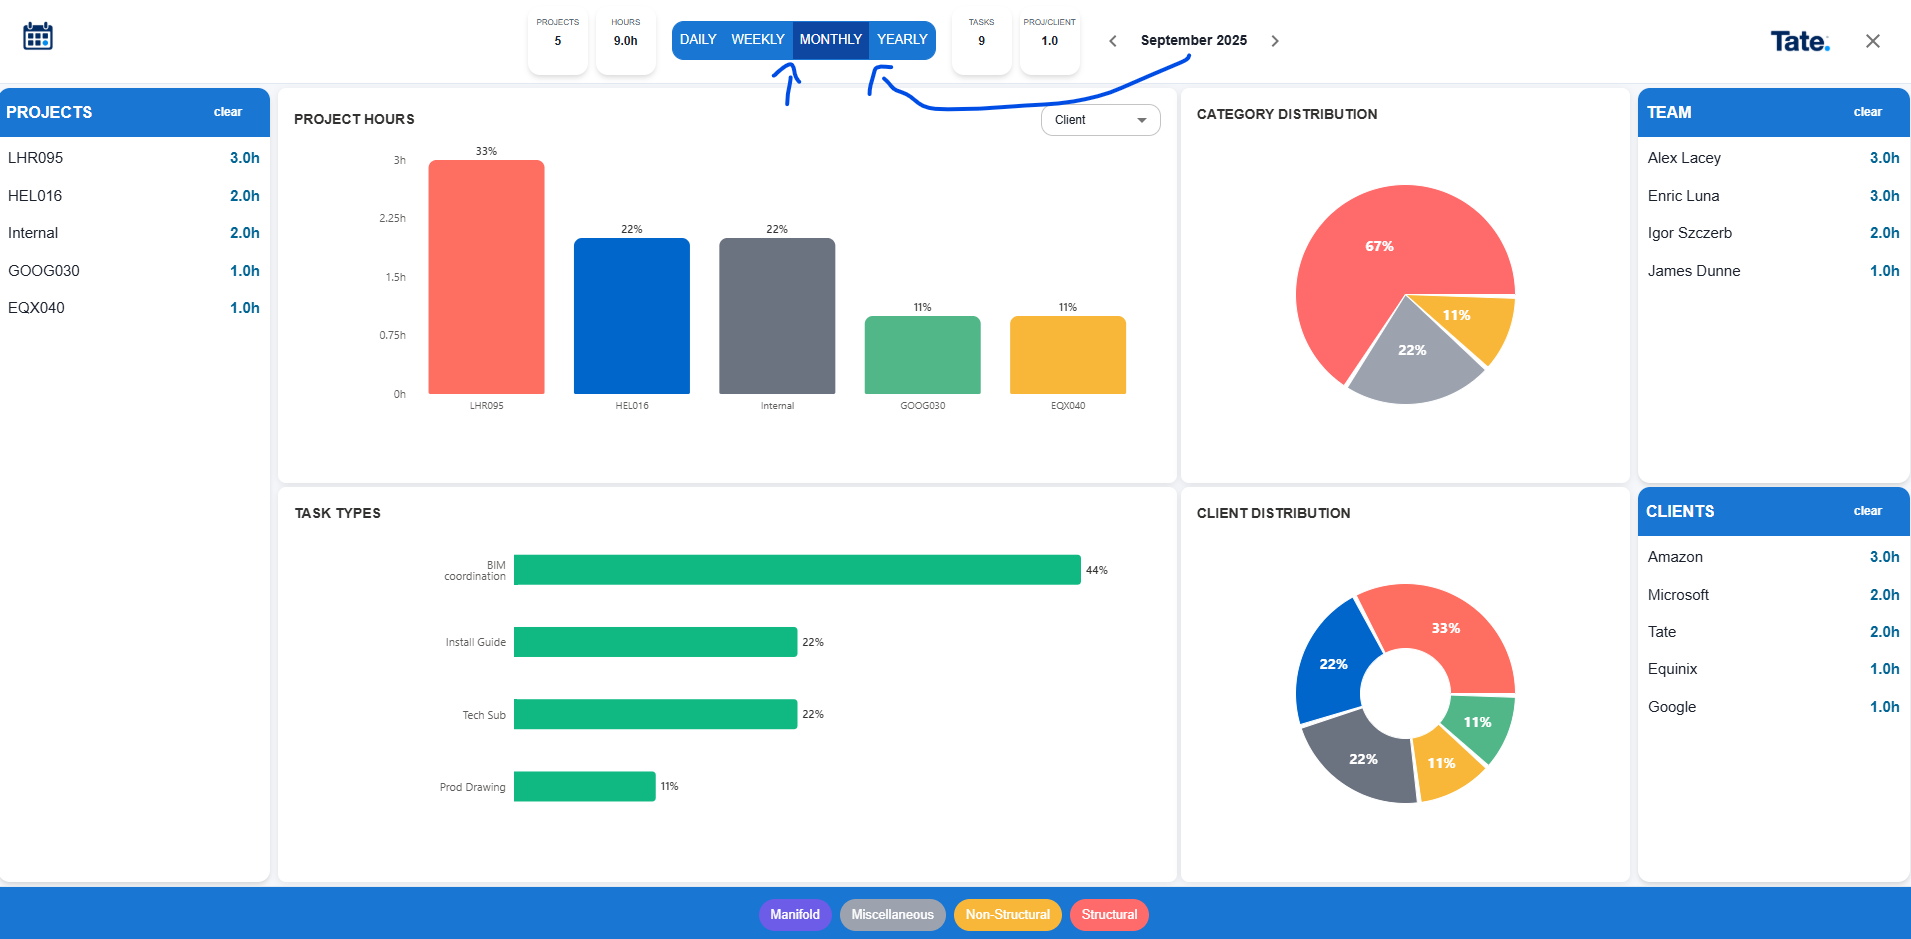 PROJECTS
5
HOURS
9.0h
DAILY WEEKLY MONTHLY YEARLY
TASKS
9
PROJ/CLIENT
1.0
September 2025
Tate.
PROJECTS clear
LHR095 3.0h
HEL016 2.0h
Internal 2.0h
GOOG030 1.0h
EQX040 1.0h
PROJECT HOURS
Client
3h
2.25h
1.5h
0.75h
0h
33%
22%
22%
11%
11%
LHR095 HEL016 Internal GOOG030 EQX040
CATEGORY DISTRIBUTION
67%
11%
22%
TEAM clear
Alex Lacey 3.0h
Enric Luna 3.0h
Igor Szczerb 2.0h
James Dunne 1.0h
TASK TYPES
BIM
coordination
44%
Install Guide 22%
Tech Sub 22%
Prod Drawing 11%
CLIENT DISTRIBUTION
33%
22%
11%
22%
11%
CLIENTS clear
Amazon 3.0h
Microsoft 2.0h
Tate 2.0h
Equinix 1.0h
Google 1.0h
Manifold Miscellaneous Non-Structural Structural